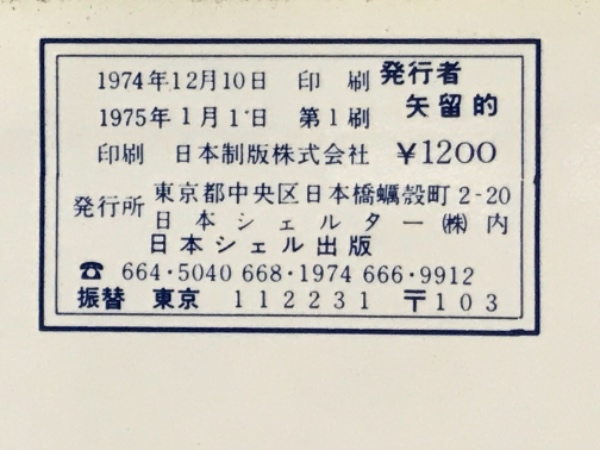 1974年12月10日 印刷 発行者
1975年1月1日 第1刷 矢留的
印刷 日本制版株式会社 ¥1200
発行所 東京都中央区日本橋蠣殻町2-20
日本シェルター㈱内
日本シェル出版
☎ 664・5040 668・1974 666・9912
振替 東京 112231 〒103